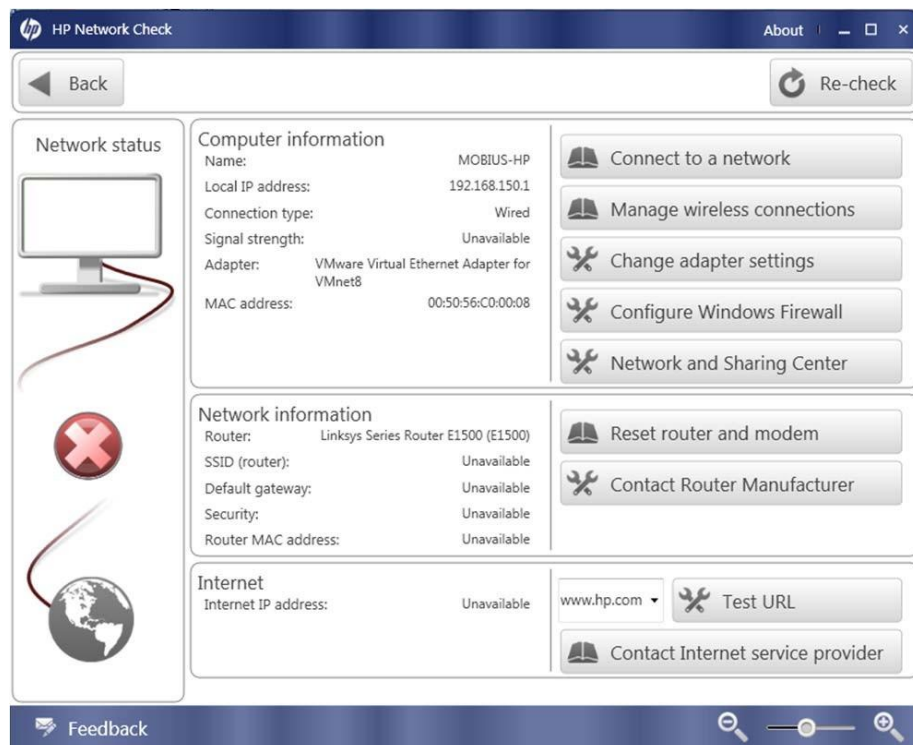 hp HP Network Check About
Back Re-check
Network status
Computer information
Name: MOBIUS-HP
Local IP address: 192.168.150.1
Connection type: Wired
Signal strength: Unavailable
Adapter: VMware Virtual Ethernet Adapter for
VMnet8
MAC address: 00:50:56:C0:00:08
Connect to a network
Manage wireless connections
Change adapter settings
Configure Windows Firewall
Network and Sharing Center
Network information
Router: Linksys Series Router E1500 (E1500)
SSID (router): Unavailable
Default gateway: Unavailable
Security: Unavailable
Router MAC address: Unavailable
Reset router and modem
Contact Router Manufacturer
Internet
Internet IP address: Unavailable
www.hp.com Test URL
Contact Internet service provider
Feedback